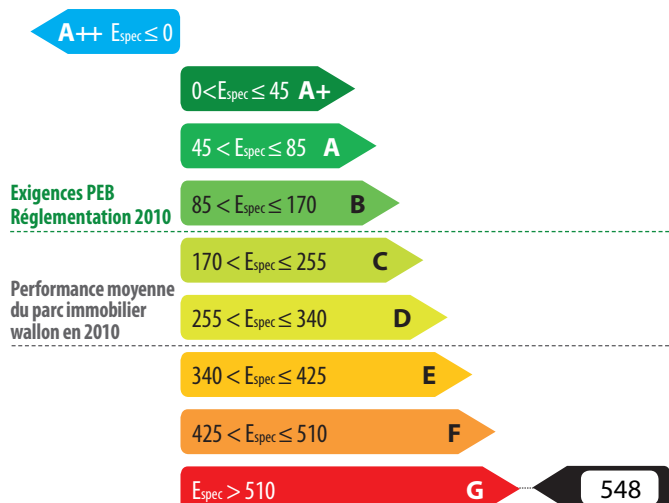 A++ Espec ≤ 0
0 < Espec ≤ 45 A+
45 < Espec ≤ 85 A
Exigences PEB
Réglementation 2010
85 < Espec ≤ 170 B
170 < Espec ≤ 255 C
Performance moyenne
du parc immobilier
wallon en 2010
255 < Espec ≤ 340 D
340 < Espec ≤ 425 E
425 < Espec ≤ 510 F
Espec > 510 G 548